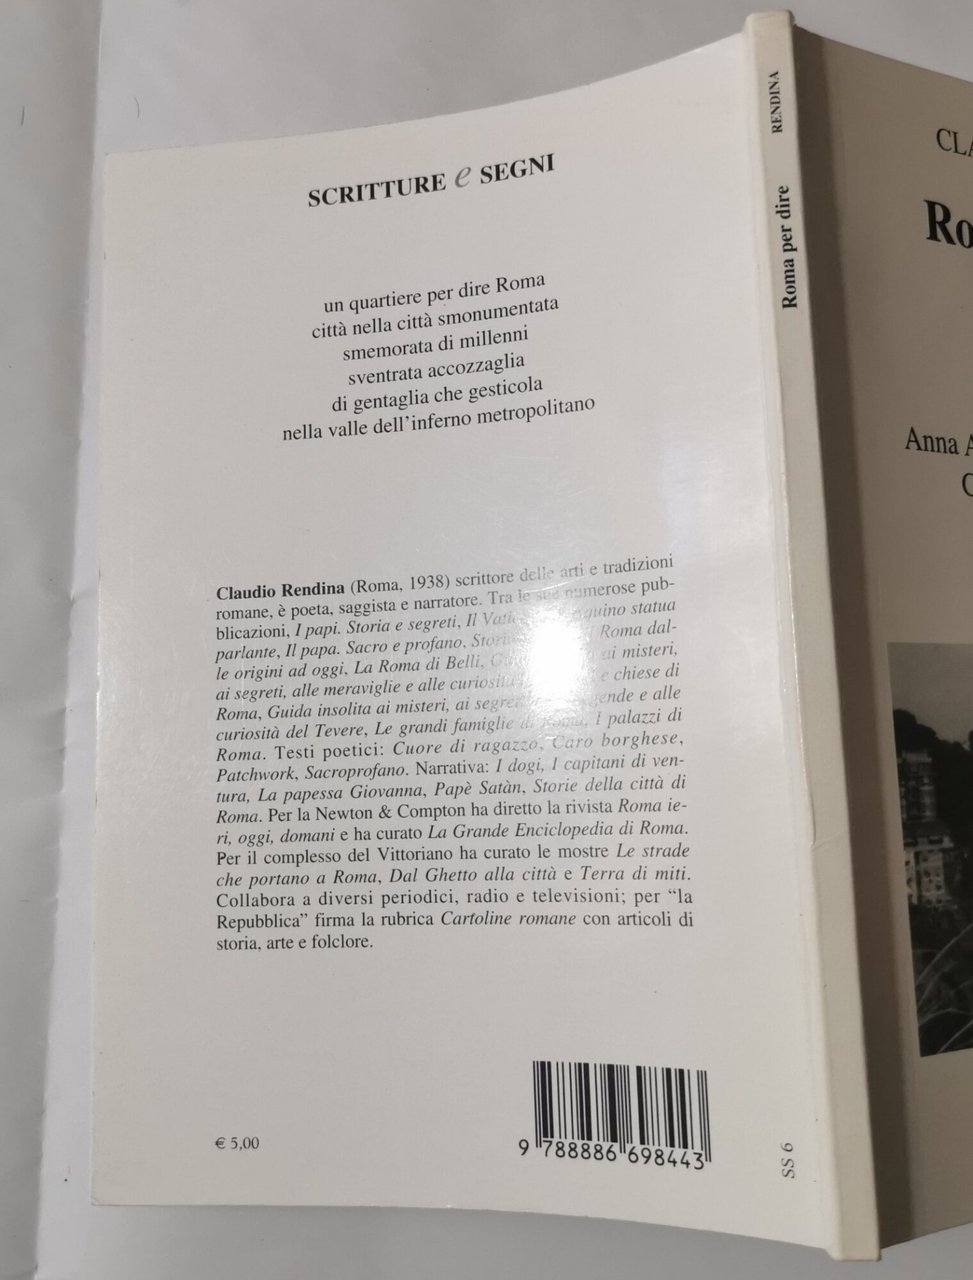 SCRITTURE e SEGNI
un quartiere per dire Roma
città nella città smonumentata
smemorata di millenni
sventrata accozzaglia
di gentaglia che gesticola
nella valle dell'inferno metropolitano
Claudio Rendina (Roma, 1938) scrittore delle arti e tradizioni
romane, è poeta, saggista e narratore. Tra le sue numerose pub-
blicazioni, I papi. Storia e segreti, Il statua
parlante, Il papa. Sacro e profano, Roma dal-
le origini ad oggi, La Roma di Belli, ai misteri,
ai segreti, alle meraviglie e alle e chiese di
Roma, Guida insolita ai misteri, ai e alle
curiosità del Tevere, Le grandi famiglie di Roma, I palazzi di
Roma. Testi poetici: Cuore di ragazzo, Caro borghese,
Patchwork, Sacroprofano. Narrativa: I dogi, I capitani di ven-
tura, La papessa Giovanna, Papè Satàn, Storie della città di
Roma. Per la Newton & Compton ha diretto la rivista Roma ie-
ri, oggi, domani e ha curato La Grande Enciclopedia di Roma.
Per il complesso del Vittoriano ha curato le mostre Le strade
che portano a Roma, Dal Ghetto alla città e Terra di miti.
Collabora a diversi periodici, radio e televisioni; per "la
Repubblica" firma la rubrica Cartoline romane con articoli di
storia, arte e folclore.
€ 5,00
9 788886 698443
RENDINA
Roma per dire
SS 6
CLA
Ro
Anna A